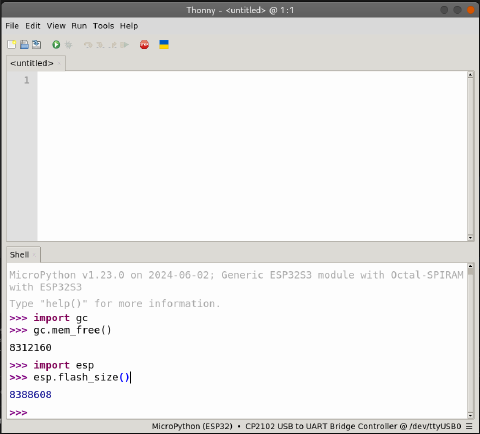 Thonny - <untitled> @ 1:1
File Edit View Run Tools Help
<untitled>
1
Shell
MicroPython v1.23.0 on 2024-06-02; Generic ESP32S3 module with Octal-SPIRAM
with ESP32S3
Type "help()" for more information.
>>> import gc
>>> gc.mem_free()
8312160
>>> import esp
>>> esp.flash_size()
8388608
>>>
MicroPython (ESP32) • CP2102 USB to UART Bridge Controller @ /dev/ttyUSB0 ☰